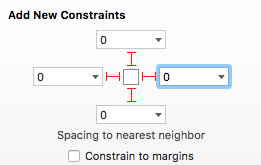 Add New Constraints
0
0 0
0
Spacing to nearest neighbor
Constrain to margins